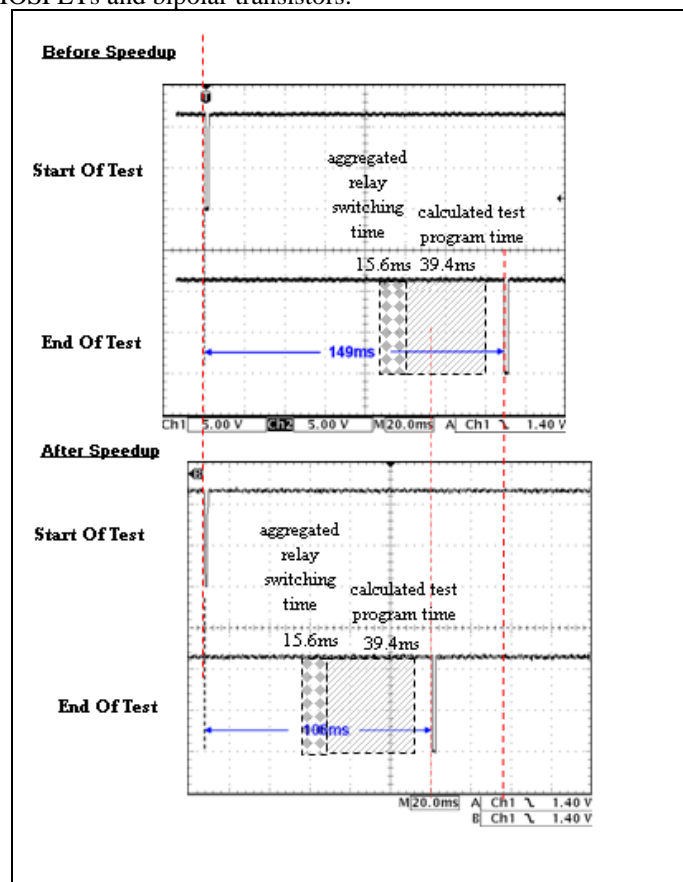 MOSFETs and bipolar transistors.
Before Speedup
Start Of Test
aggregated
relay
switching
time
calculated test
program time
15.6ms 39.4ms
End Of Test
149ms
Ch1 5.00 V Ch2 5.00 V M 20.0ms A Ch1 1.40 V
After Speedup
Start Of Test
aggregated
relay
switching
time
calculated test
program time
15.6ms 39.4ms
End Of Test
106ms
M 20.0ms A Ch1 1.40 V
B Ch1 1.40 V